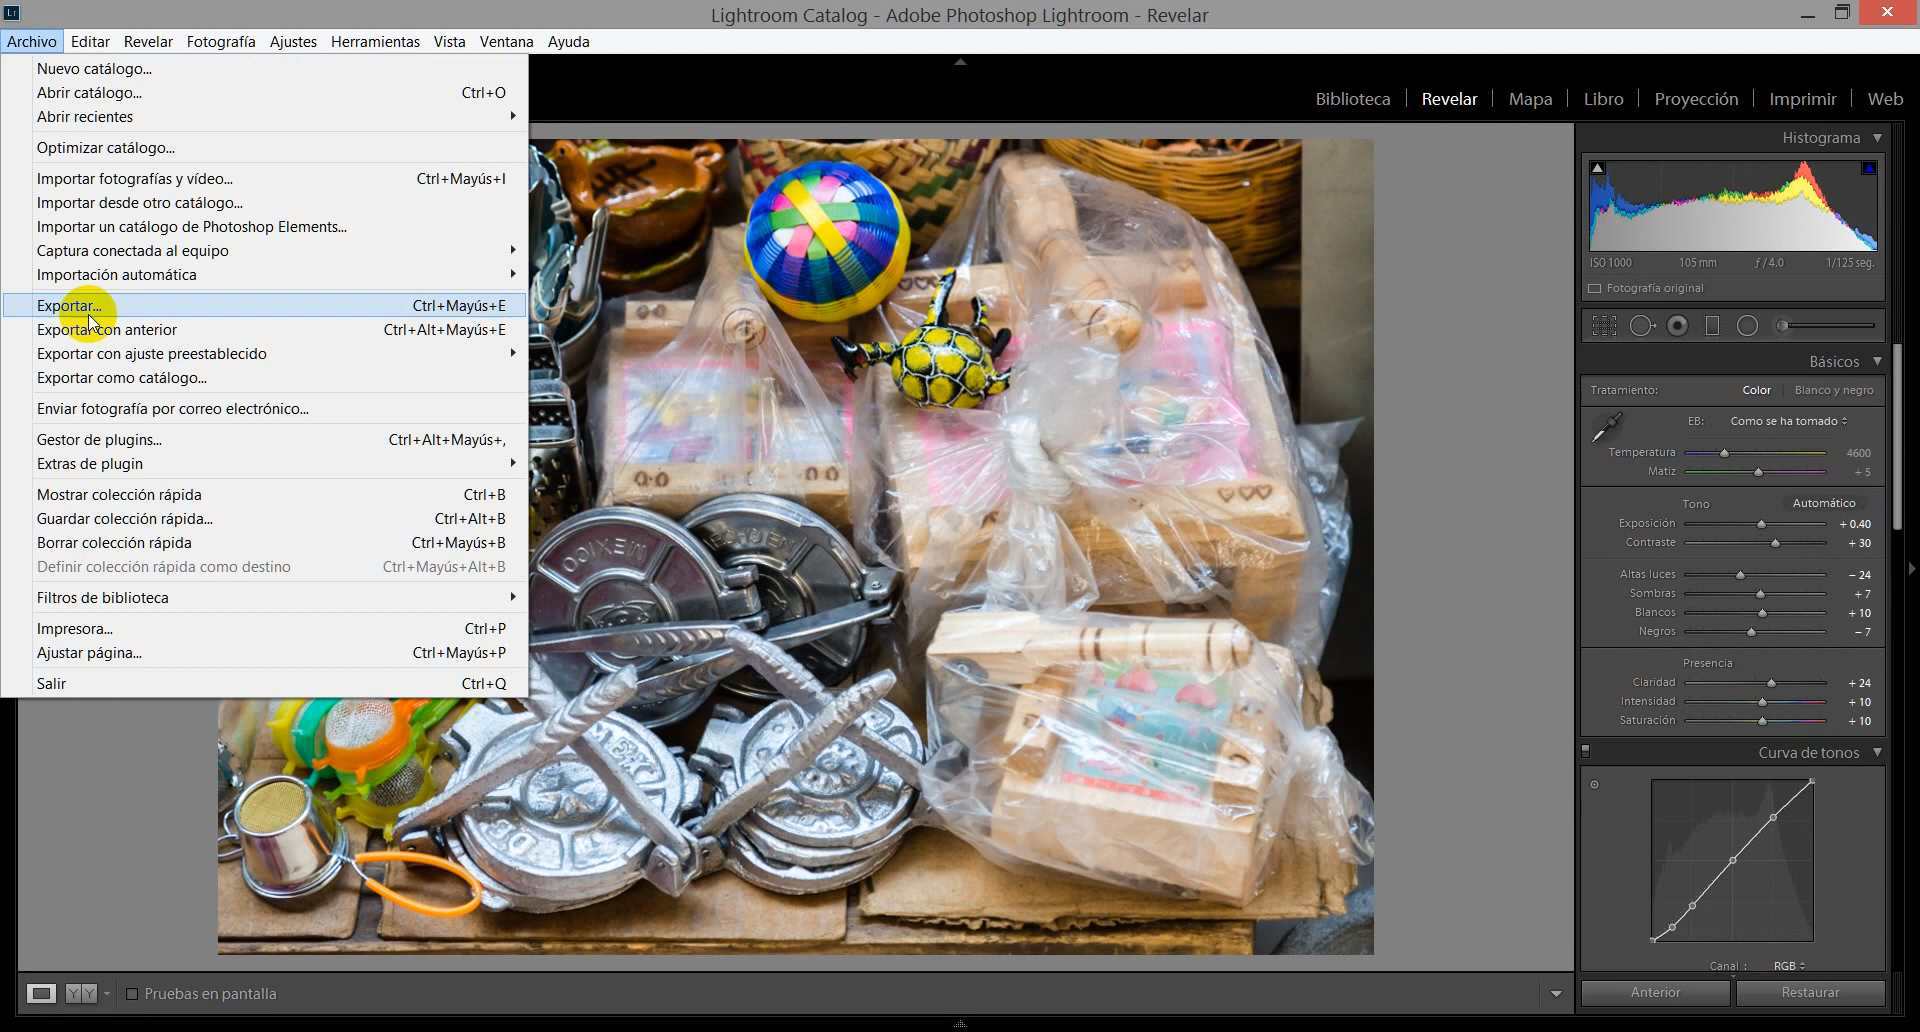 Lr
Lightroom Catalog - Adobe Photoshop Lightroom - Revelar
Archivo Editar Revelar Fotografía Ajustes Herramientas Vista Ventana Ayuda
Nuevo catálogo...
Abrir catálogo... Ctrl+O
Abrir recientes
Optimizar catálogo...
Importar fotografías y vídeo... Ctrl+Mayús+I
Importar desde otro catálogo...
Importar un catálogo de Photoshop Elements...
Captura conectada al equipo
Importación automática
Exportar... Ctrl+Mayús+E
Exportar con anterior Ctrl+Alt+Mayús+E
Exportar con ajuste preestablecido
Exportar como catálogo...
Enviar fotografía por correo electrónico...
Gestor de plugins... Ctrl+Alt+Mayús+,
Extras de plugin
Mostrar colección rápida Ctrl+B
Guardar colección rápida... Ctrl+Alt+B
Borrar colección rápida Ctrl+Mayús+B
Definir colección rápida como destino Ctrl+Mayús+Alt+B
Filtros de biblioteca
Impresora... Ctrl+P
Ajustar página... Ctrl+Mayús+P
Salir Ctrl+Q
Biblioteca Revelar Mapa Libro Proyección Imprimir Web
Histograma
ISO 1000 105 mm ƒ / 4.0 1/125 seg.
Fotografía original
Básicos
Tratamiento: Color Blanco y negro
EB: Como se ha tomado
Temperatura 4600
Matiz + 5
Tono Automático
Exposición + 0.40
Contraste + 30
Altas luces − 24
Sombras + 7
Blancos + 10
Negros − 7
Presencia
Claridad + 24
Intensidad + 10
Saturación + 10
Curva de tonos
Canal : RGB
Anterior Restaurar
MEXICO
HECHO EN
Y Y Pruebas en pantalla